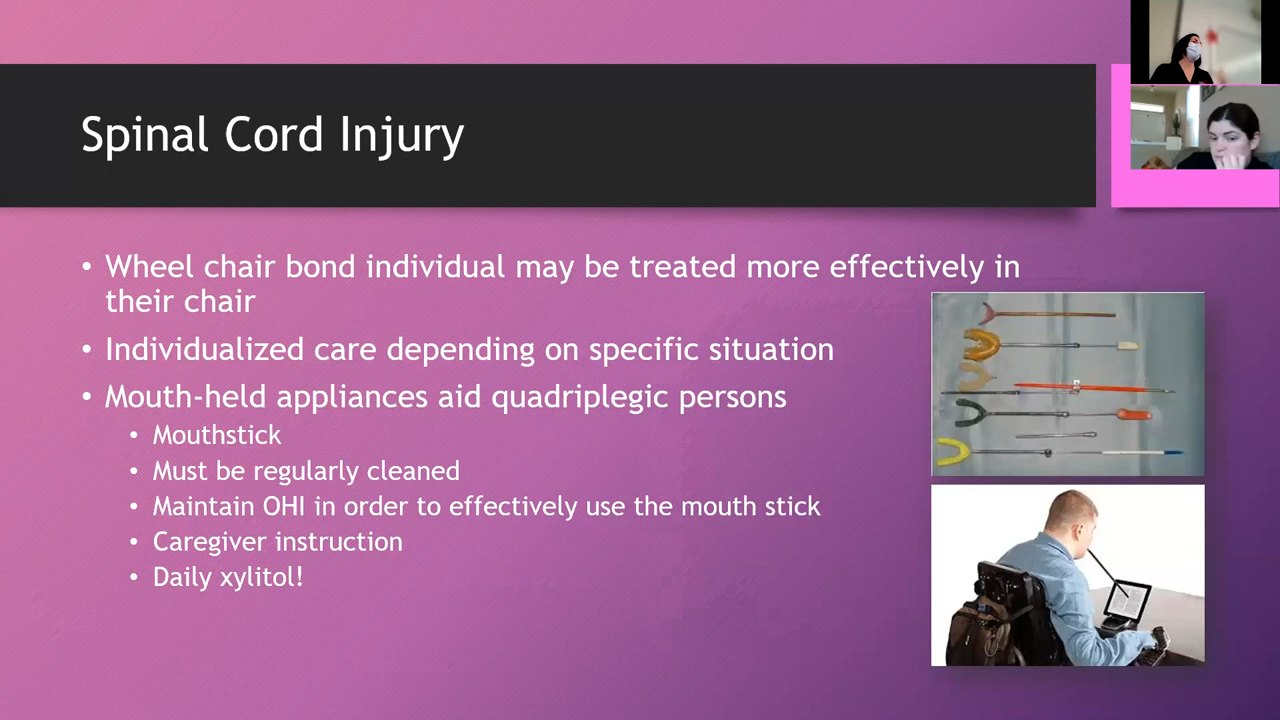 Spinal Cord Injury
• Wheel chair bond individual may be treated more effectively in
their chair
• Individualized care depending on specific situation
• Mouth-held appliances aid quadriplegic persons
• Mouthstick
• Must be regularly cleaned
• Maintain OHI in order to effectively use the mouth stick
• Caregiver instruction
• Daily xylitol!